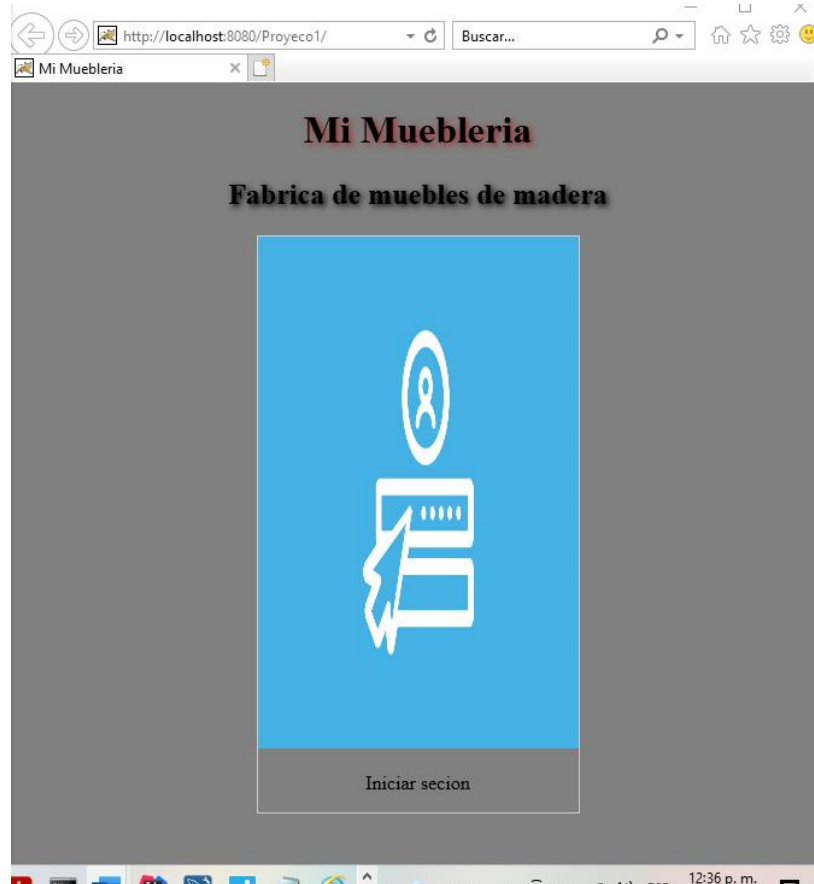 http://localhost:8080/Proyeco1/
Buscar...
Mi Muebleria
Mi Muebleria
Fabrica de muebles de madera
Iniciar secion
12:36 p. m.